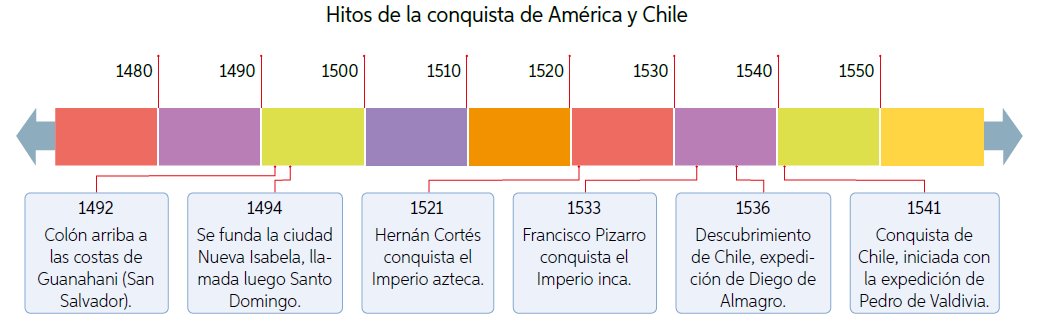 Hitos de la conquista de América y Chile
1480
1490
1500
1510
1520
1530
1540
1550
1492
Colón arriba a
las costas de
Guanahani (San
Salvador).
1494
Se funda la ciudad
Nueva Isabela, lla-
mada luego Santo
Domingo.
1521
Hernán Cortés
conquista el
Imperio azteca.
1533
Francisco Pizarro
conquista el
Imperio inca.
1536
Descubrimiento
de Chile, expedi-
ción de Diego de
Almagro.
1541
Conquista de
Chile, iniciada con
la expedición de
Pedro de Valdivia.